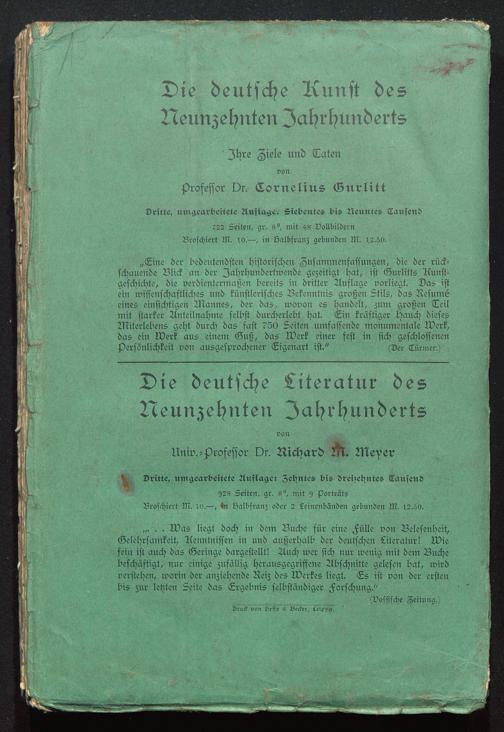 Die deutsche Kunst des
Neunzehnten Jahrhunderts
Ihre Ziele und Taten
von
Professor Dr. Cornelius Gurlitt
Dritte, umgearbeitete Auflage: Siebentes bis Neuntes Tausend
722 Seiten, gr. 8⁰, mit 48 Vollbildern
Broschiert M. 10.—, in Halbfranz gebunden M. 12.50.
„Eine der bedeutendsten historischen Zusammenfassungen, die der rück-
schauende Blick an der Jahrhundertwende gezeitigt hat, ist Gurlitts Kunst-
geschichte, die verdientermaßen bereits in dritter Auflage vorliegt. Das ist
ein wissenschaftliches und künstlerisches Bekenntnis großen Stils, das Resumé
eines einsichtigen Mannes, der das, wovon es handelt, zum großen Teil
mit starker Anteilnahme selbst durcherlebt hat. Ein kräftiger Hauch dieses
Miterlebens geht durch das fast 750 Seiten umfassende monumentale Werk,
das ein Werk aus einem Guß, das Werk einer fest in sich geschlossenen
Persönlichkeit von ausgesprochener Eigenart ist.“ (Der Türmer.)
Die deutsche Literatur des
Neunzehnten Jahrhunderts
von
Univ.-Professor Dr. Richard M. Meyer
Dritte, umgearbeitete Auflage: Zehntes bis dreizehntes Tausend
928 Seiten, gr. 8⁰, mit 9 Porträts
Broschiert M. 10.—, in Halbfranz oder 2 Leinenbänden gebunden M. 12.50.
„. . . Was liegt doch in dem Buche für eine Fülle von Belesenheit,
Gelehrsamkeit, Kenntnissen in und außerhalb der deutschen Literatur! Wie
fein ist auch das Geringe dargestellt! Auch wer sich nur wenig mit dem Buche
beschäftigt, nur einige zufällig herausgegriffene Abschnitte gelesen hat, wird
verstehen, worin der anziehende Reiz des Werkes liegt. Es ist von der ersten
bis zur letzten Seite das Ergebnis selbständiger Forschung.“
(Vossische Zeitung.)
Druck von Hesse & Becker, Leipzig.